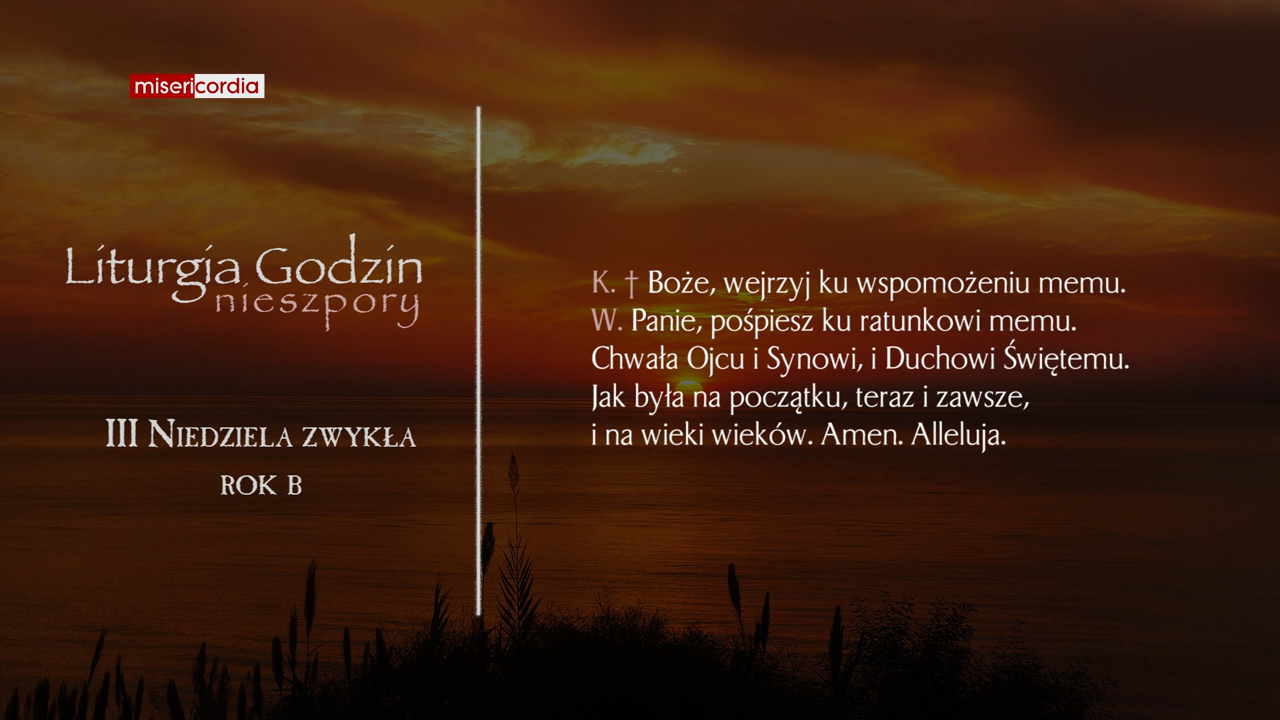 misericordia
Liturgia Godzin
nieszpory
III Niedziela zwykła
rok B
K. † Boże, wejrzyj ku wspomożeniu memu.
W. Panie, pośpiesz ku ratunkowi memu.
Chwała Ojcu i Synowi, i Duchowi Świętemu.
Jak była na początku, teraz i zawsze,
i na wieki wieków. Amen. Alleluja.